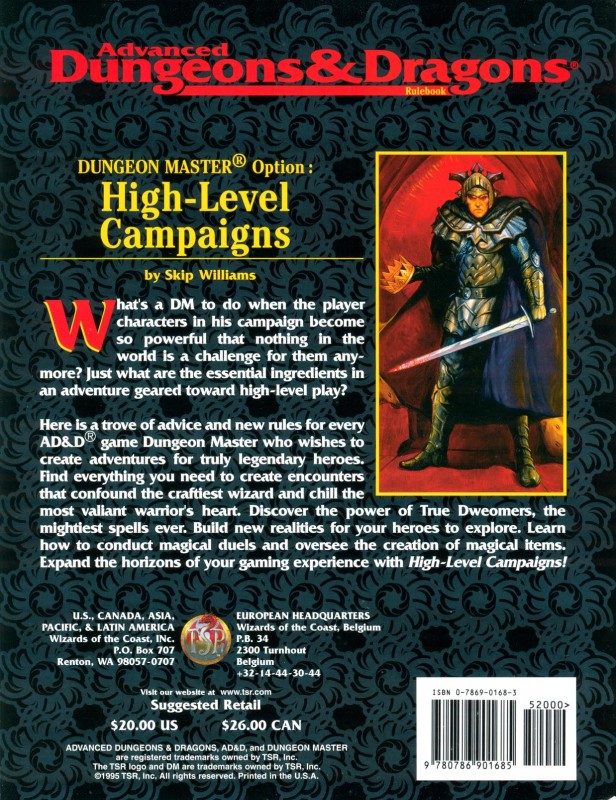 Advanced
Dungeons & Dragons®
Rulebook
DUNGEON MASTER® Option:
High-Level
Campaigns
by Skip Williams
What's a DM to do when the player
characters in his campaign become
so powerful that nothing in the
world is a challenge for them any-
more? Just what are the essential ingredients in
an adventure geared toward high-level play?
Here is a trove of advice and new rules for every
AD&D® game Dungeon Master who wishes to
create adventures for truly legendary heroes.
Find everything you need to create encounters
that confound the craftiest wizard and chill the
most valiant warrior's heart. Discover the power of True Dweomers, the
mightiest spells ever. Build new realities for your heroes to explore. Learn
how to conduct magical duels and oversee the creation of magical items.
Expand the horizons of your gaming experience with High-Level Campaigns!
U.S., CANADA, ASIA,
PACIFIC, & LATIN AMERICA
Wizards of the Coast, INc.
P.O. Box 707
Renton, WA 98057-0707
TSR
EUROPEAN HEADQUARTERS
Wizards of the Coast, Belgium
P.B. 34
2300 Turnhout
Belgium
+32-14-44-30-44
Visit our website at www.tsr.com
Suggested Retail
$20.00 US $26.00 CAN
ADVANCED DUNGEONS & DRAGONS, AD&D, and DUNGEON MASTER
are registered trademarks owned by TSR, Inc.
The TSR logo and DM are trademarks owned by TSR, Inc.
©1995 TSR, Inc. All rights reserved. Printed in the U.S.A.
ISBN 0-7869-0168-3
52000>
9 780786 901685